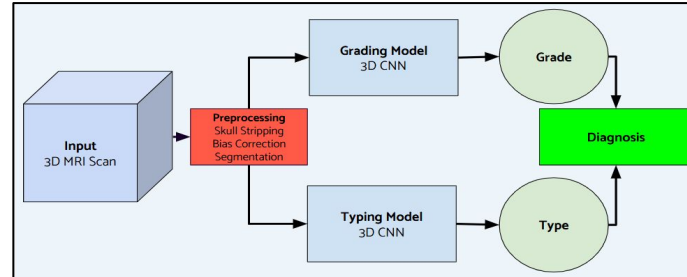 Input
3D MRI Scan
Preprocessing
Skull Stripping
Bias Correction
Segmentation
Grading Model
3D CNN
Grade
Typing Model
3D CNN
Type
Diagnosis